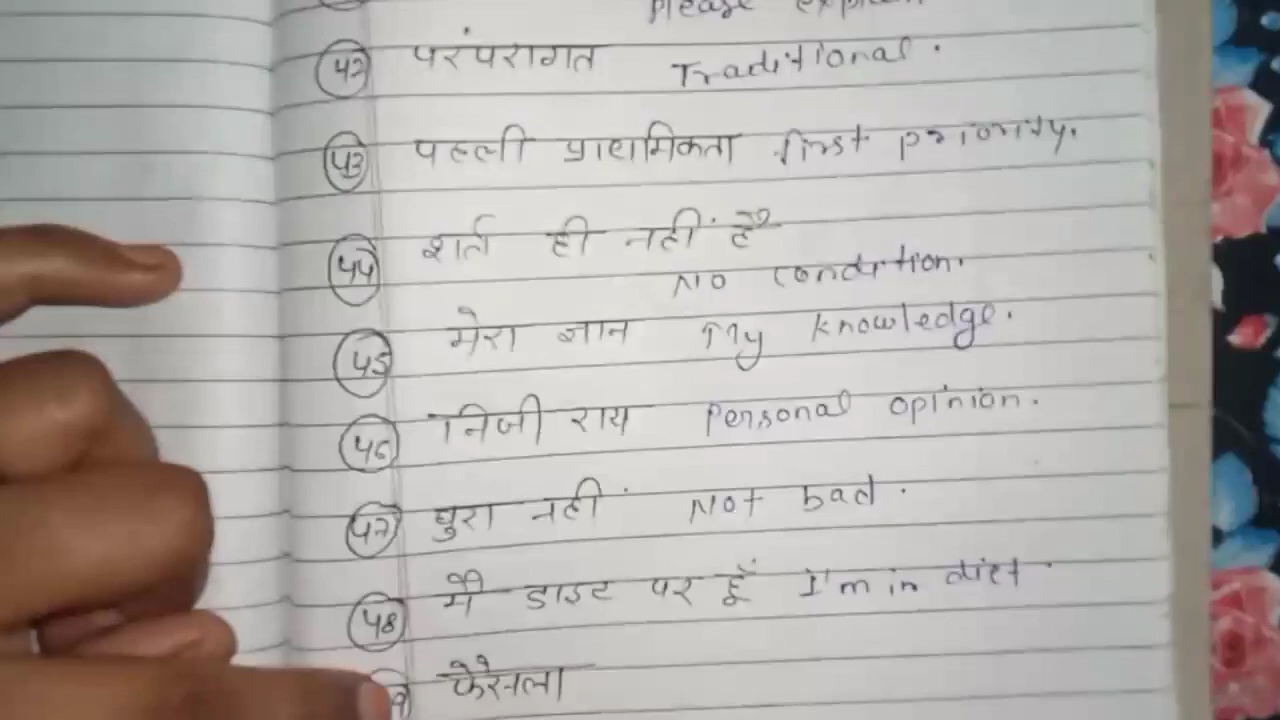 Please
42 परंपरागत Traditional.
43 पहली प्राथमिकता first priority.
44 शर्त ही नहीं है
No condition.
45 मेरा ज्ञान My knowledge.
46 निजी राय Personal opinion.
47 बुरा नहीं Not bad.
48 मैं डाइट पर हूँ I'm in diet.
फैसला